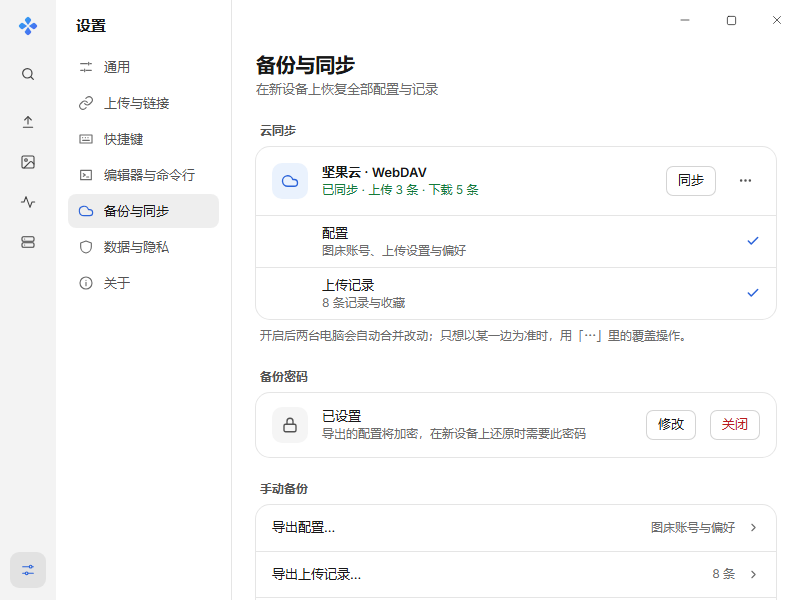 设置
通用
上传与链接
快捷键
编辑器与命令行
备份与同步
数据与隐私
关于
备份与同步
在新设备上恢复全部配置与记录
云同步
坚果云 · WebDAV
已同步 · 上传 3 条 · 下载 5 条
同步
配置
图床账号、上传设置与偏好
上传记录
8 条记录与收藏
开启后两台电脑会自动合并改动；只想以某一边为准时，用「…」里的覆盖操作。
备份密码
已设置
导出的配置将加密，在新设备上还原时需要此密码
修改
关闭
手动备份
导出配置...
图床账号与偏好
导出上传记录...
8 条